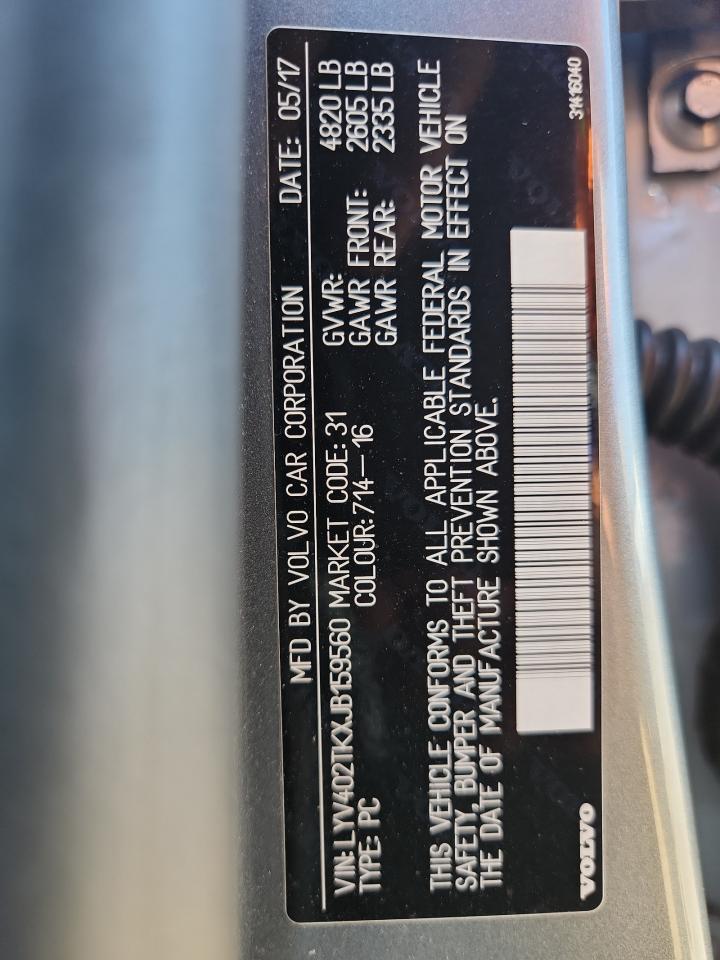 MFD BY VOLVO CAR CORPORATION DATE: 05/17
VIN: LYV402TKXJB159560 MARKET CODE: 31 GVWR: 4820 LB
TYPE: PC COLOUR: 714-16 GAWR FRONT: 2605 LB
GAWR REAR: 2335 LB
THIS VEHICLE CONFORMS TO ALL APPLICABLE FEDERAL MOTOR VEHICLE
SAFETY, BUMPER AND THEFT PREVENTION STANDARDS IN EFFECT ON
THE DATE OF MANUFACTURE SHOWN ABOVE.
VOLVO 31416040